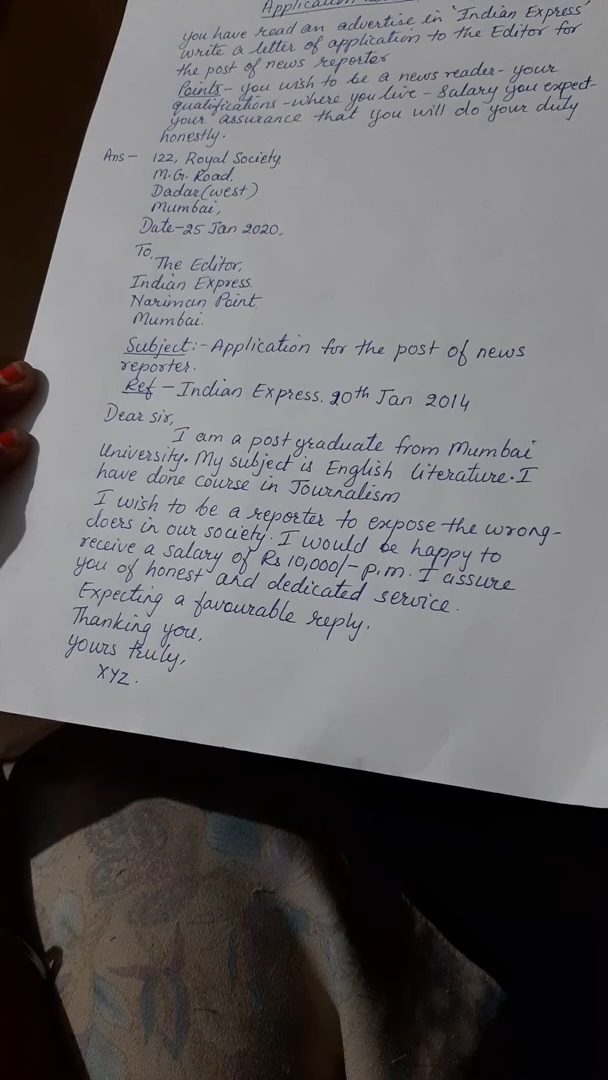 Application
you have read an advertise in 'Indian Express'
write a letter of application to the Editor for
the post of news reporter
Points - you wish to be a news reader - your
qualifications - where you live - Salary you expect-
your assurance that you will do your duty
honestly.
Ans - 122, Royal Society
M.G. Road.
Dadar (west)
Mumbai,
Date-25 Jan 2020.
To,
The Editor,
Indian Express
Nariman Point
Mumbai.
Subject:- Application for the post of news
reporter.
Ref - Indian Express. 20th Jan 2014
Dear sir,
I am a post graduate from Mumbai
University. My subject is English literature. I
have done course in Journalism
I wish to be a reporter to expose the wrong-
doers in our society. I would be happy to
receive a salary of Rs 10,000/- p.m. I assure
you of honest and dedicated service.
Expecting a favourable reply.
Thanking you,
yours truly,
XYZ.